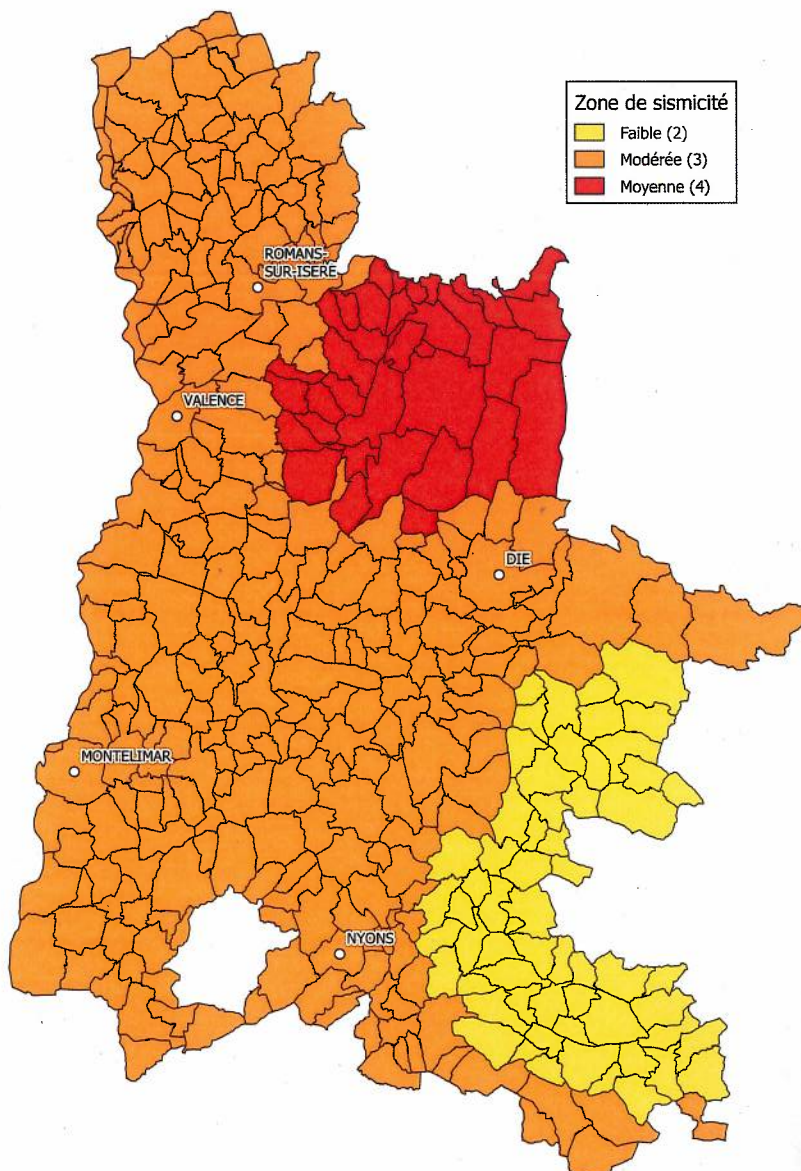 Zone de sismicité
Faible (2)
Modérée (3)
Moyenne (4)
ROMANS-
SUR-ISERE
VALENCE
DIE
MONTELIMAR
NYONS